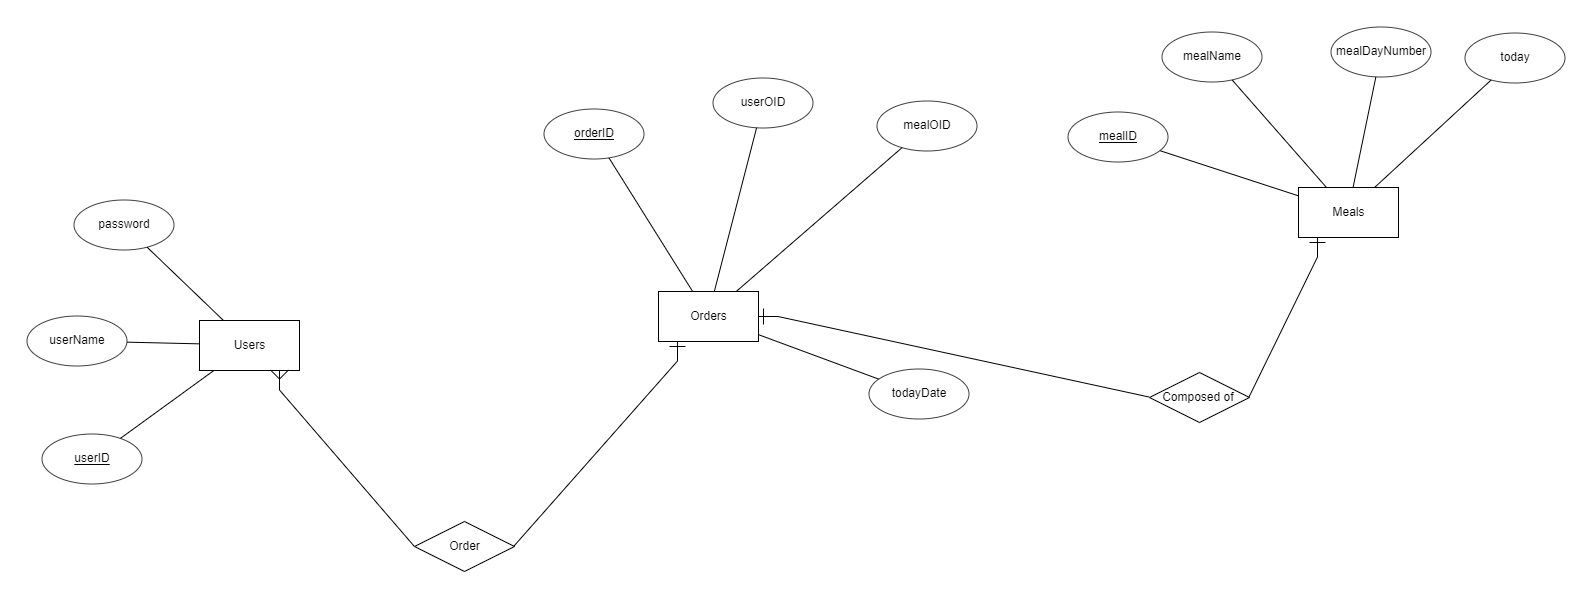 mealName
mealDayNumber
today
userOID
mealOID
orderID
mealID
Meals
password
Orders
userName
Users
todayDate
Composed of
userID
Order